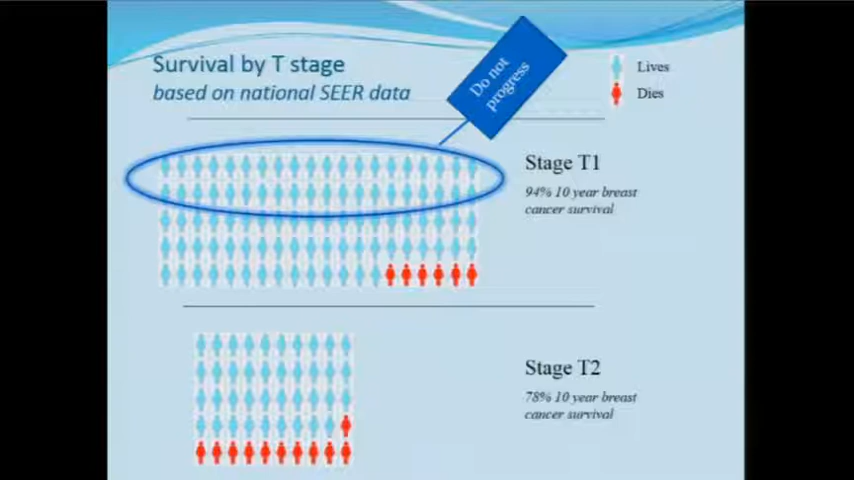 Survival by T stage
based on national SEER data
Do not
progress
Lives
Dies
Stage T1
94% 10 year breast
cancer survival
Stage T2
78% 10 year breast
cancer survival